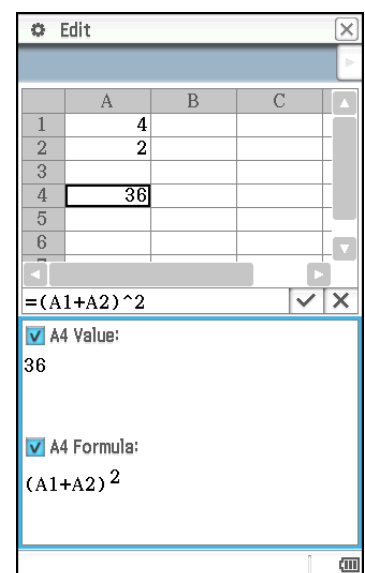 Edit
A B C
1 4
2 2
3
4 36
5
6
=(A1+A2)^2
A4 Value:
36
A4 Formula:
(A1+A2)²